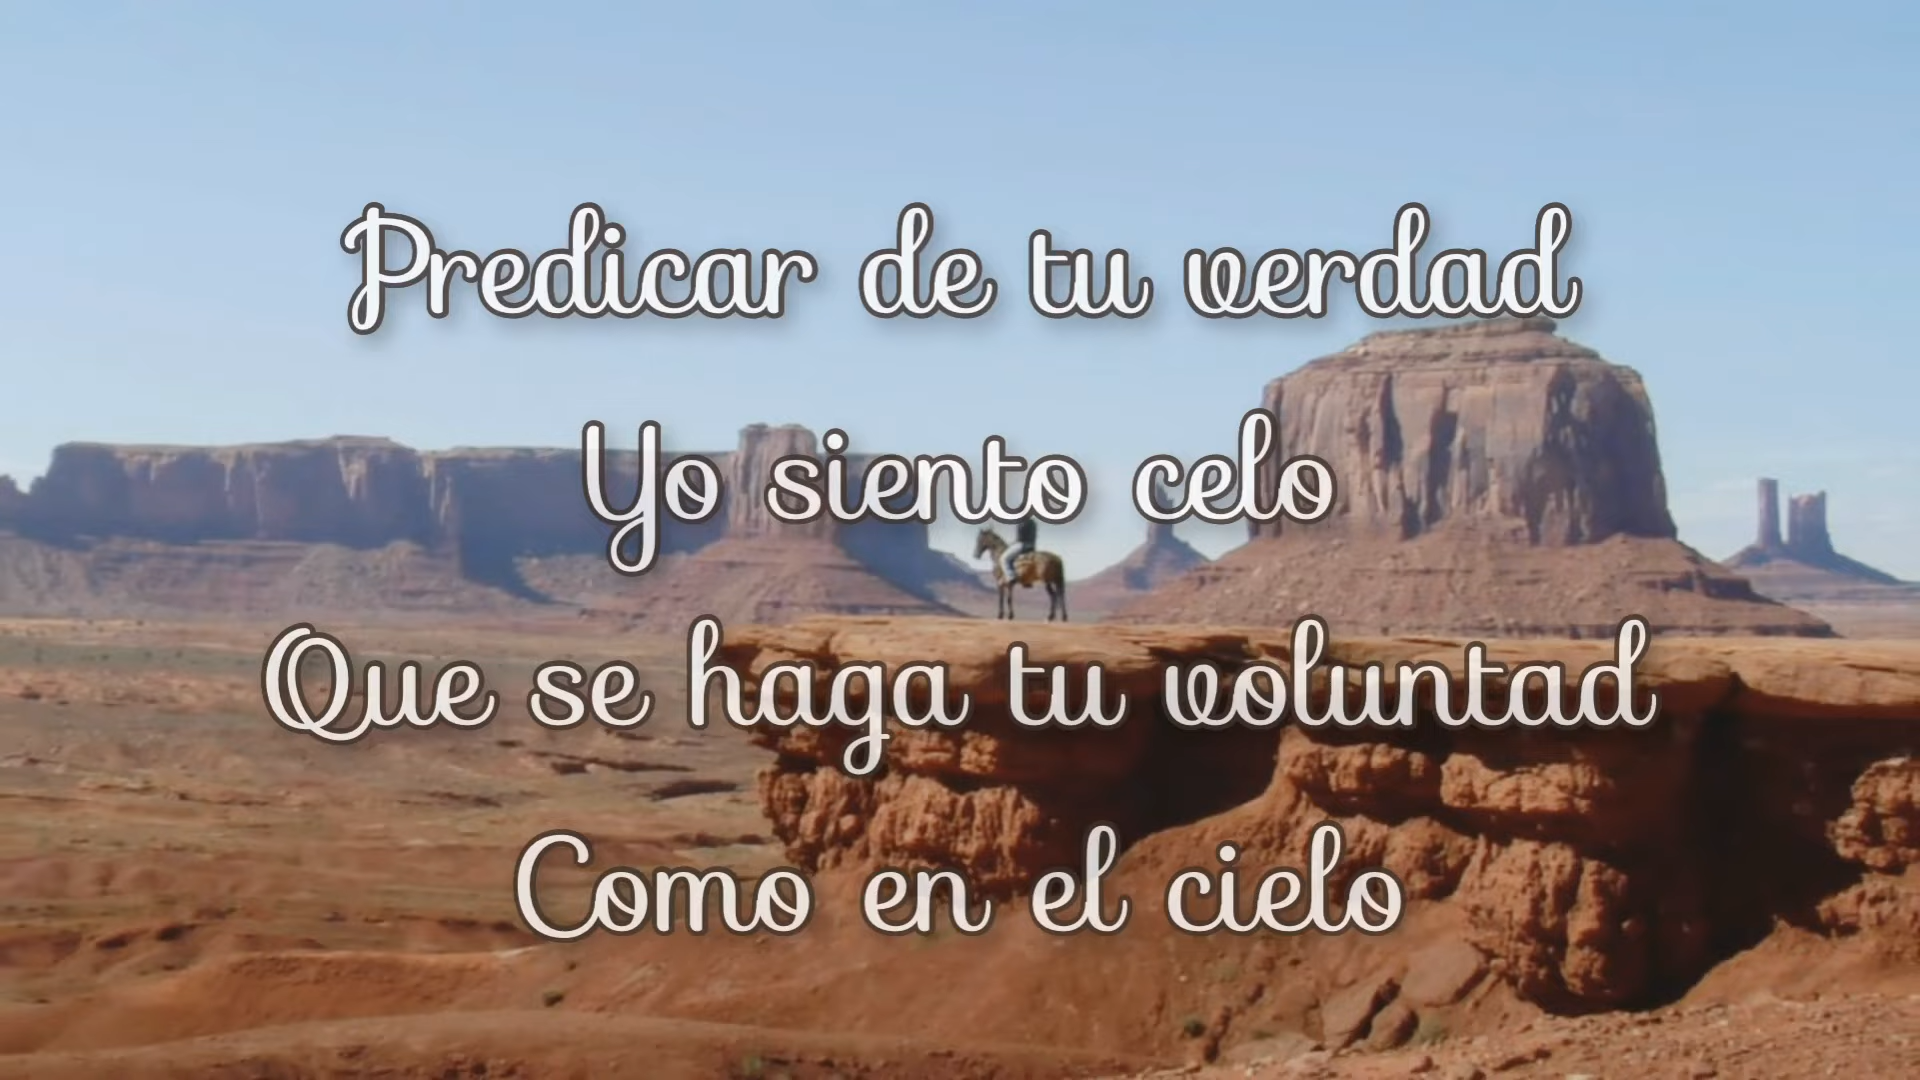 Predicar de tu verdad
Yo siento celo
Que se haga tu voluntad
Como en el cielo